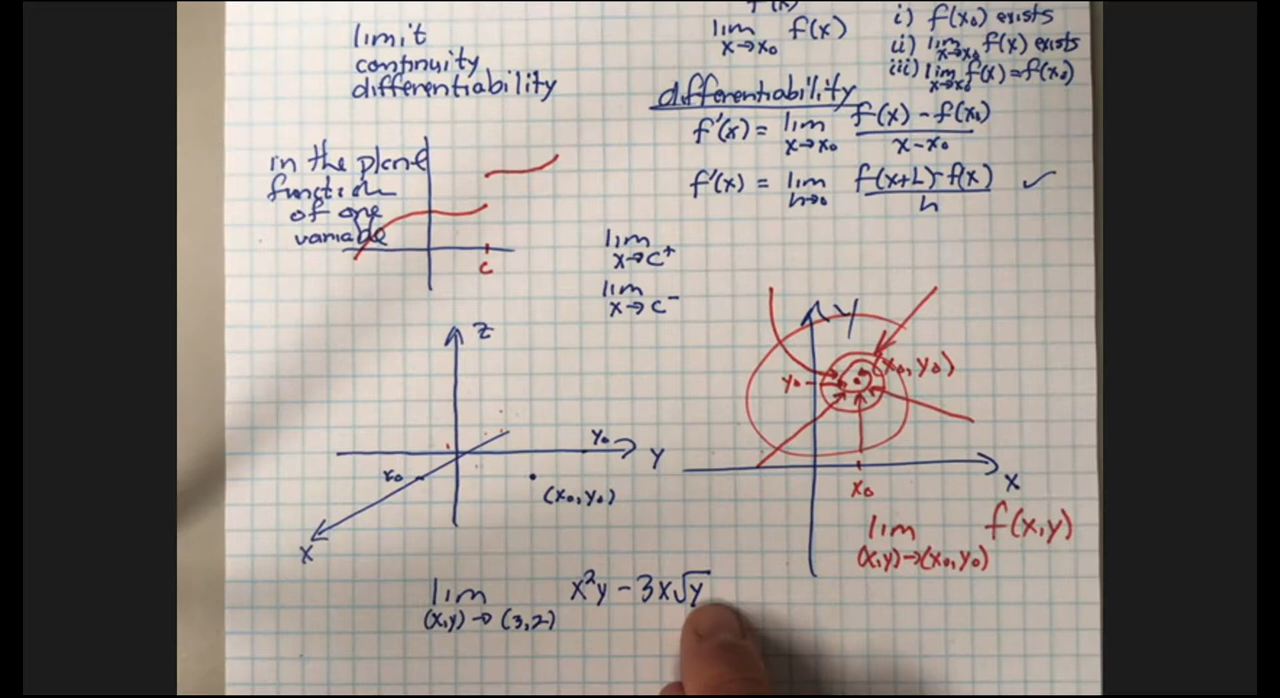 limit
continuity
differentiability
lim f(x)
x→x₀
i) f(x₀) exists
ii) lim f(x) exists
x→x₀
iii) lim f(x) = f(x₀)
x→x₀
differentiability
f'(x) = lim f(x) - f(x₀)
x→x₀ x - x₀
f'(x) = lim f(x+h) - f(x) ✓
h→0 h
in the plane
function
of one
variable
c
lim
x→c⁺
lim
x→c⁻
z
y₀
y
x₀
(x₀, y₀)
x
y
(x₀, y₀)
y₀
x
x₀
lim f(x,y)
(x,y)→(x₀,y₀)
lim x²y - 3x√y
(x,y)→(3,2)